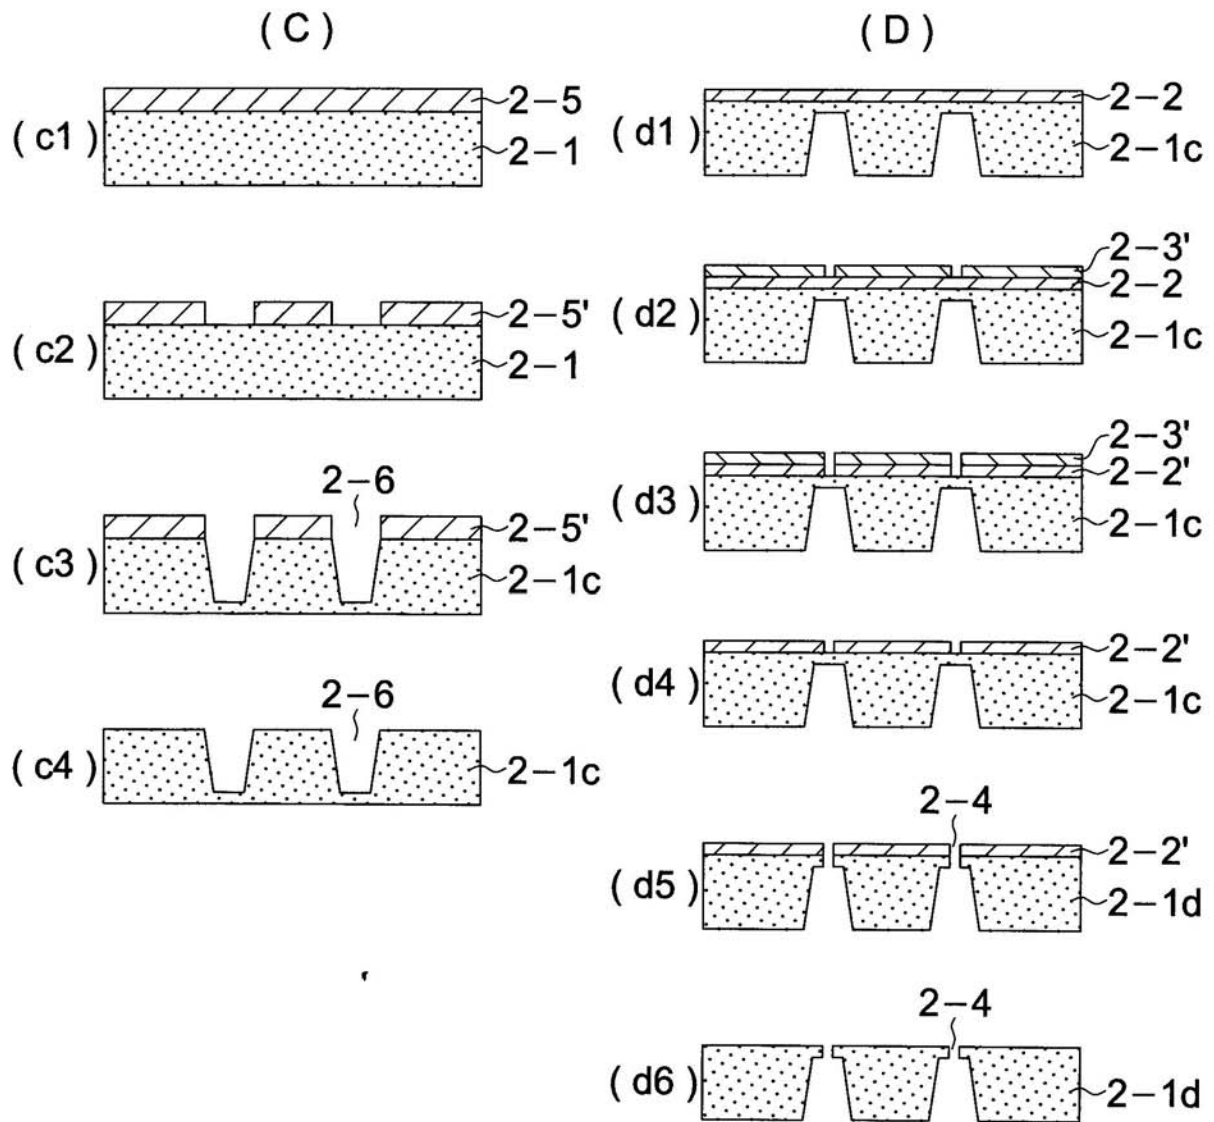 ( C )
( c1 )
2-5
2-1
( c2 )
2-5'
2-1
( c3 )
2-6
2-5'
2-1c
( c4 )
2-6
2-1c
( D )
( d1 )
2-2
2-1c
( d2 )
2-3'
2-2
2-1c
( d3 )
2-3'
2-2'
2-1c
( d4 )
2-2'
2-1c
( d5 )
2-4
2-2'
2-1d
( d6 )
2-4
2-1d